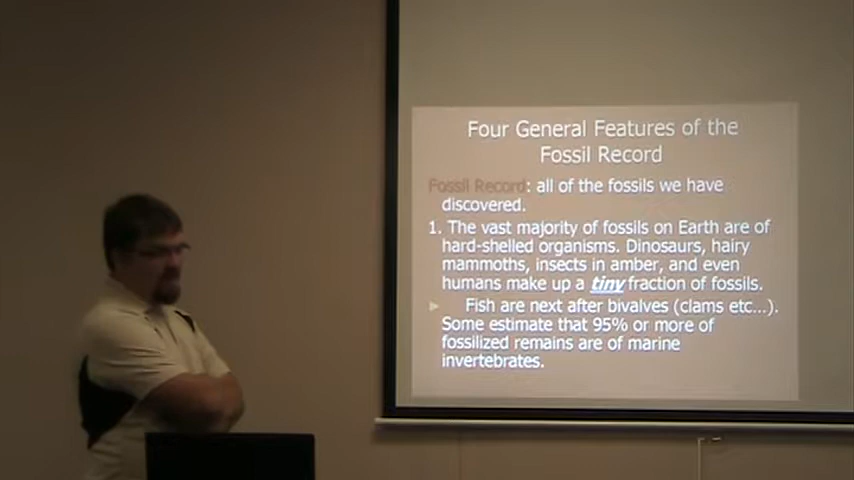 Four General Features of the
Fossil Record
Fossil Record: all of the fossils we have
discovered.
1. The vast majority of fossils on Earth are of
hard-shelled organisms. Dinosaurs, hairy
mammoths, insects in amber, and even
humans make up a tiny fraction of fossils.
Fish are next after bivalves (clams etc...).
Some estimate that 95% or more of
fossilized remains are of marine
invertebrates.